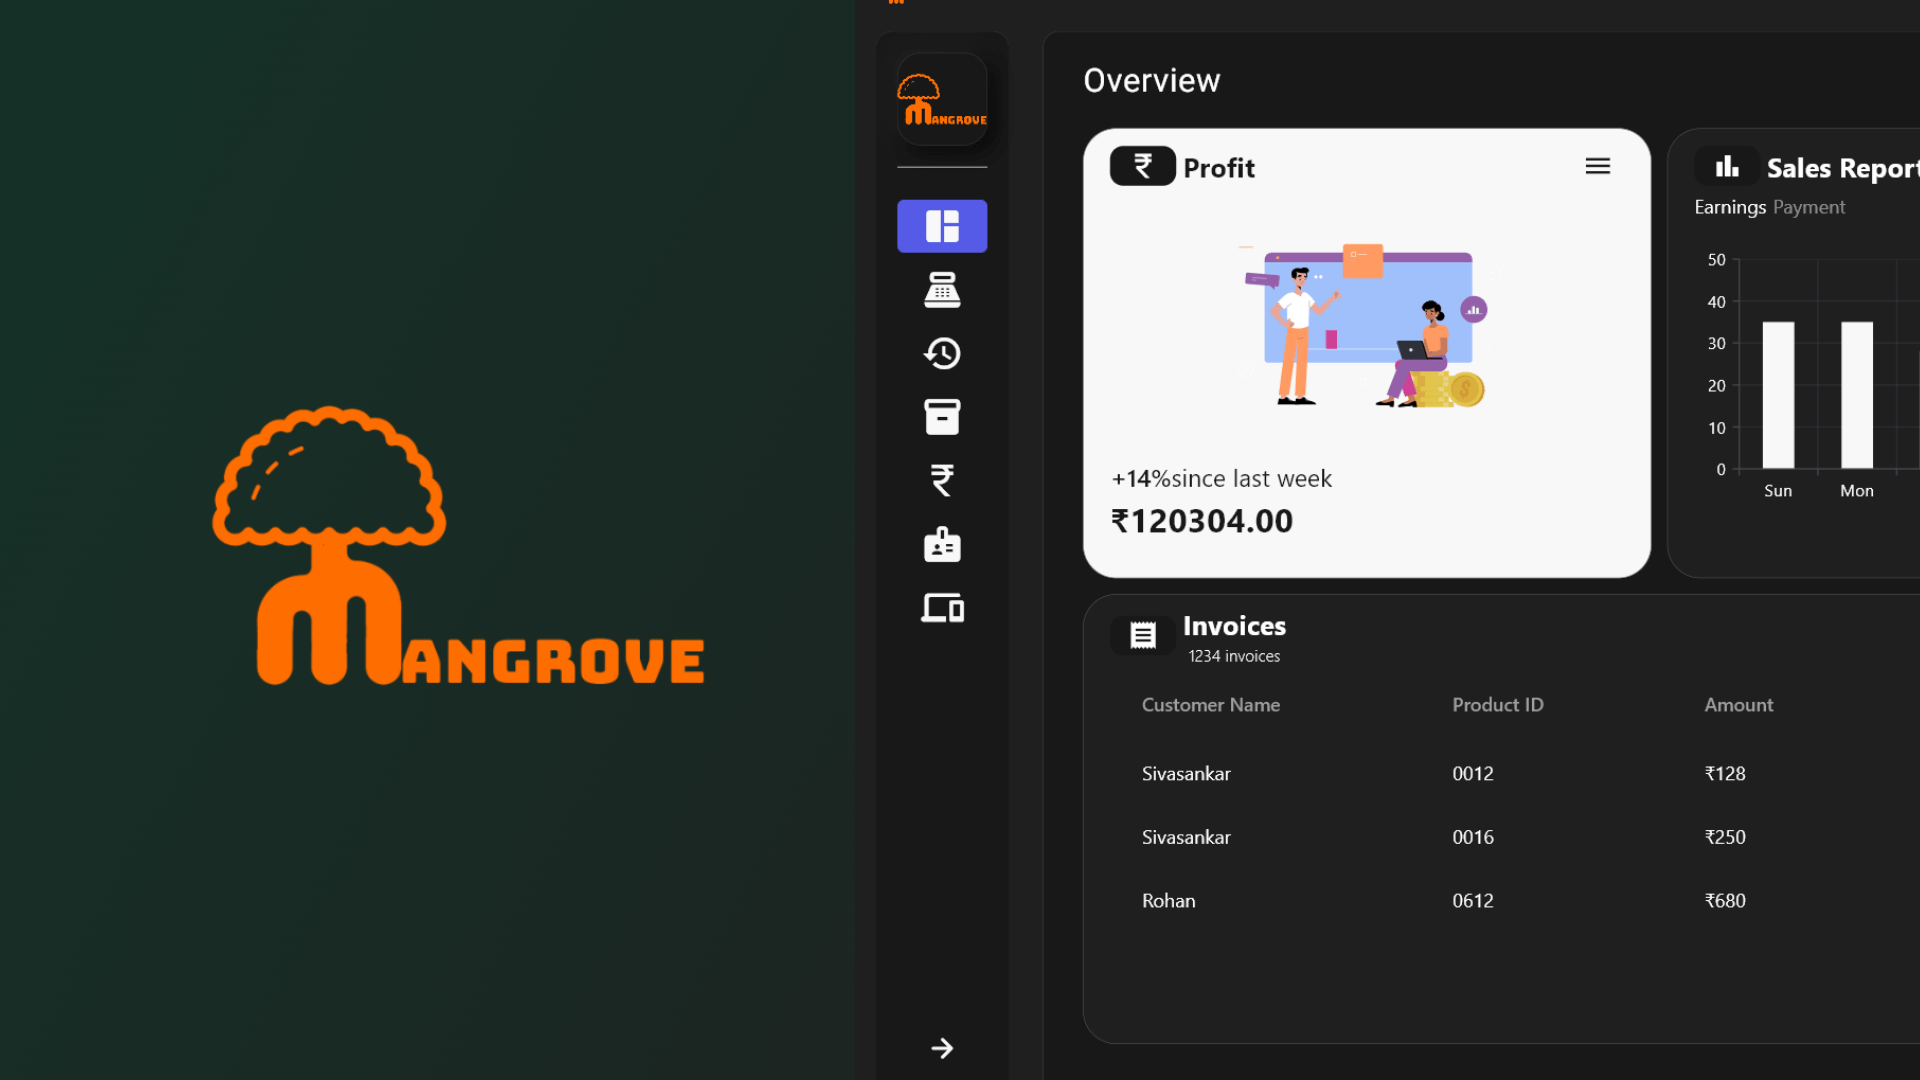 MANGROVE
MANGROVE
Overview
₹ Profit
+14%since last week
₹120304.00
Sales Report
Earnings Payment
50
40
30
20
10
0
Sun Mon
Invoices
1234 invoices
Customer Name Product ID Amount
Sivasankar 0012 ₹128
Sivasankar 0016 ₹250
Rohan 0612 ₹680
₹